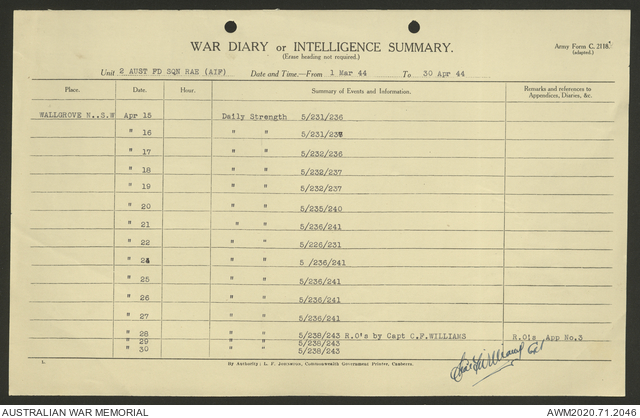 WAR DIARY or INTELLIGENCE SUMMARY.
(Erase heading not required.)
Army Form C. 2118.
(adapted.)
Unit 2 AUST FD SQN RAE (AIF) Date and Time.—From 1 Mar 44 To 30 Apr 44
Place. Date. Hour. Summary of Events and Information. Remarks and references to Appendices, Diaries, &c.
WALLGROVE N..S.W Apr 15 Daily Strength 5/231/236
" 16 " " 5/231/237
" 17 " " 5/232/236
" 18 " " 5/232/237
" 19 " " 5/232/237
" 20 " " 5/235/240
" 21 " " 5/236/241
" 22 " " 5/226/231
" 24 " " 5 /236/241
" 25 " " 5/236/241
" 26 " " 5/236/241
" 27 " " 5/236/241
" 28 " " 5/238/243 R.O's by Capt C.F.WILLIAMS R.O's App No.3
" 29 " " 5/238/243
" 30 " " 5/238/243
By Authority: L. F. Johnston, Commonwealth Government Printer, Canberra.
AUSTRALIAN WAR MEMORIAL AWM2020.71.2046